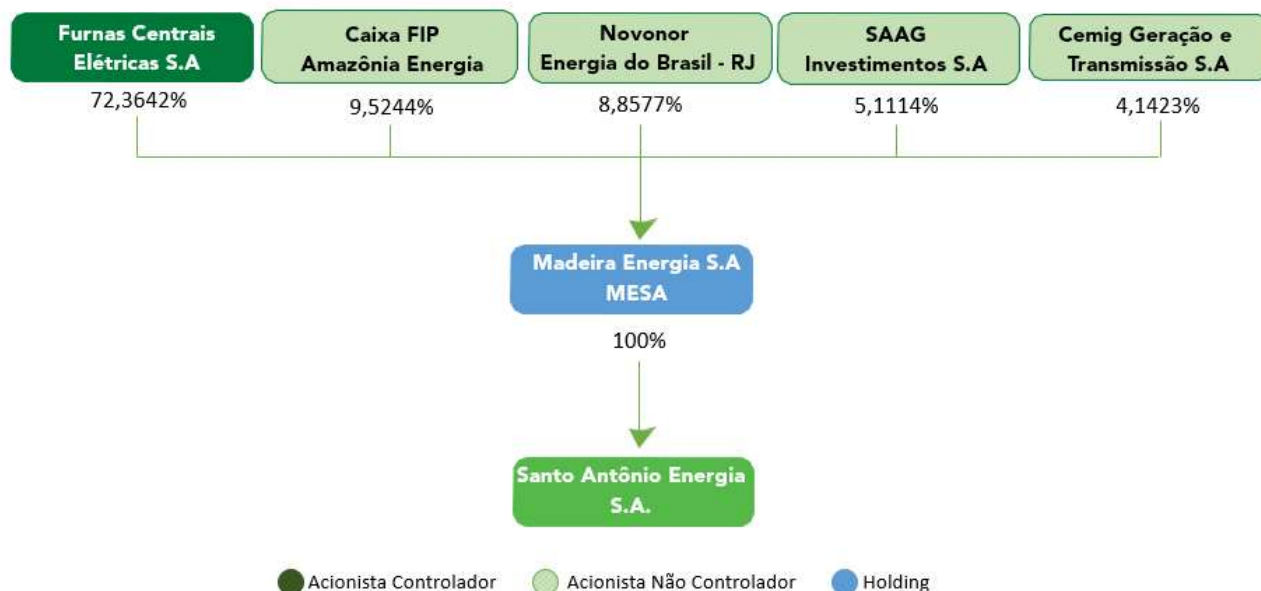 Furnas Centrais
Elétricas S.A
72,3642%
Caixa FIP
Amazônia Energia
9,5244%
Novonor
Energia do Brasil - RJ
8,8577%
SAAG
Investimentos S.A
5,1114%
Cemig Geração e
Transmissão S.A
4,1423%
Madeira Energia S.A
MESA
100%
Santo Antônio Energia
S.A.
Acionista Controlador
Acionista Não Controlador
Holding